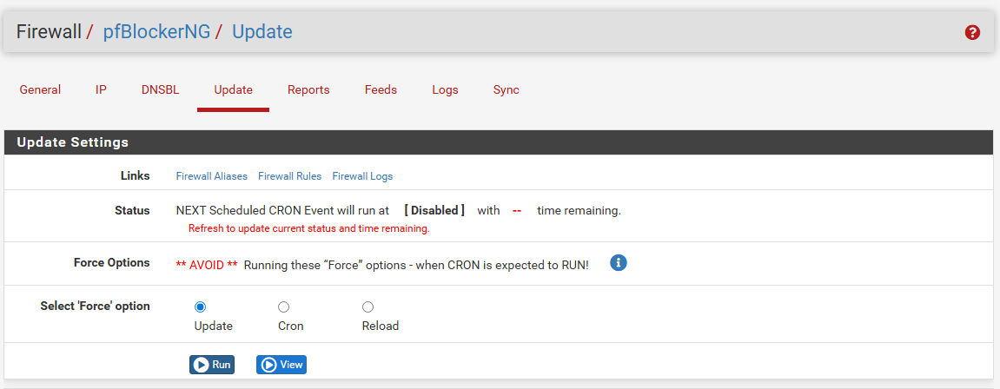 Firewall / pfBlockerNG / Update
General IP DNSBL Update Reports Feeds Logs Sync
Update Settings
Links Firewall Aliases Firewall Rules Firewall Logs
Status NEXT Scheduled CRON Event will run at [ Disabled ] with -- time remaining.
Refresh to update current status and time remaining.
Force Options ** AVOID ** Running these “Force” options - when CRON is expected to RUN!
Select 'Force' option
Update Cron Reload
Run View